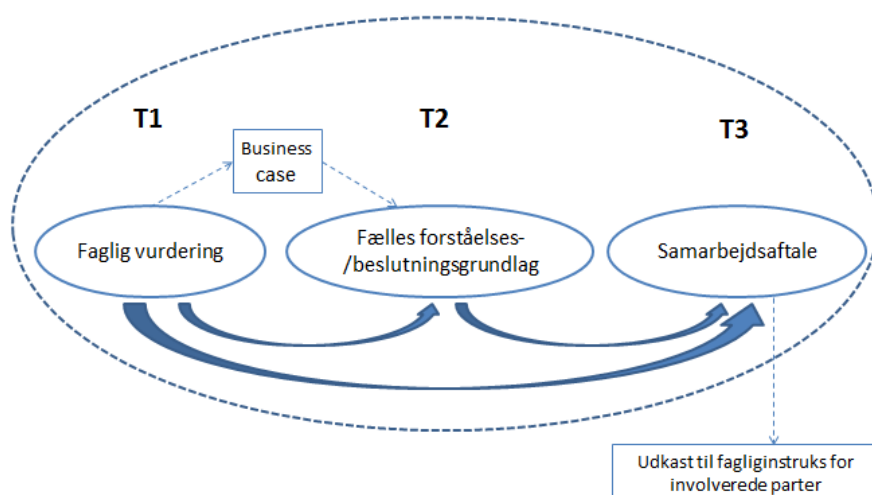 T1
T2
T3
Business
case
Faglig vurdering
Fælles forståelses-
/beslutningsgrundlag
Samarbejdsaftale
Udkast til fagliginstruks for
involverede parter